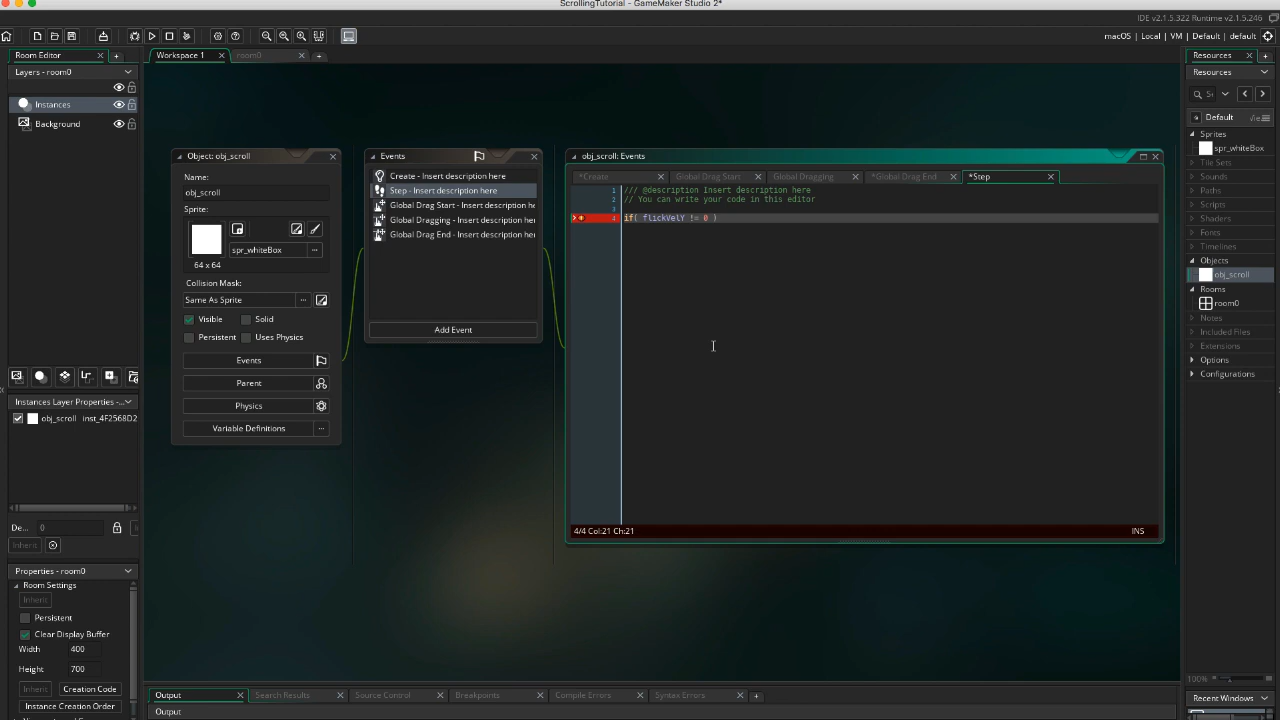 ScrollingTutorial - GameMaker Studio 2*
IDE v2.1.5.322 Runtime v2.1.5.246
macOS | Local | VM | Default | default
Room Editor
Workspace 1
room0
Resources
Layers - room0
Resources
Instances
Background
Default
Sprites
spr_whiteBox
Tile Sets
Sounds
Paths
Scripts
Shaders
Fonts
Timelines
Objects
obj_scroll
Rooms
room0
Notes
Included Files
Extensions
Options
Configurations
Object: obj_scroll
Name:
obj_scroll
Sprite:
spr_whiteBox
64 x 64
Collision Mask:
Same As Sprite
Visible
Solid
Persistent
Uses Physics
Events
Parent
Physics
Variable Definitions
Events
Create - Insert description here
Step - Insert description here
Global Drag Start - Insert description he
Global Dragging - Insert description her
Global Drag End - Insert description her
Add Event
obj_scroll: Events
*Create
Global Drag Start
Global Dragging
*Global Drag End
*Step
1 /// @description Insert description here
2 // You can write your code in this editor
3
4 if( flickVelY != 0 )
4/4 Col:21 Ch:21
INS
Instances Layer Properties -...
obj_scroll inst_4F2568D2
De...
0
Inherit
Properties - room0
Room Settings
Inherit
Persistent
Clear Display Buffer
Width 400
Height 700
Inherit
Creation Code
Instance Creation Order
100%
Recent Windows
Output
Search Results
Source Control
Breakpoints
Compile Errors
Syntax Errors
Output